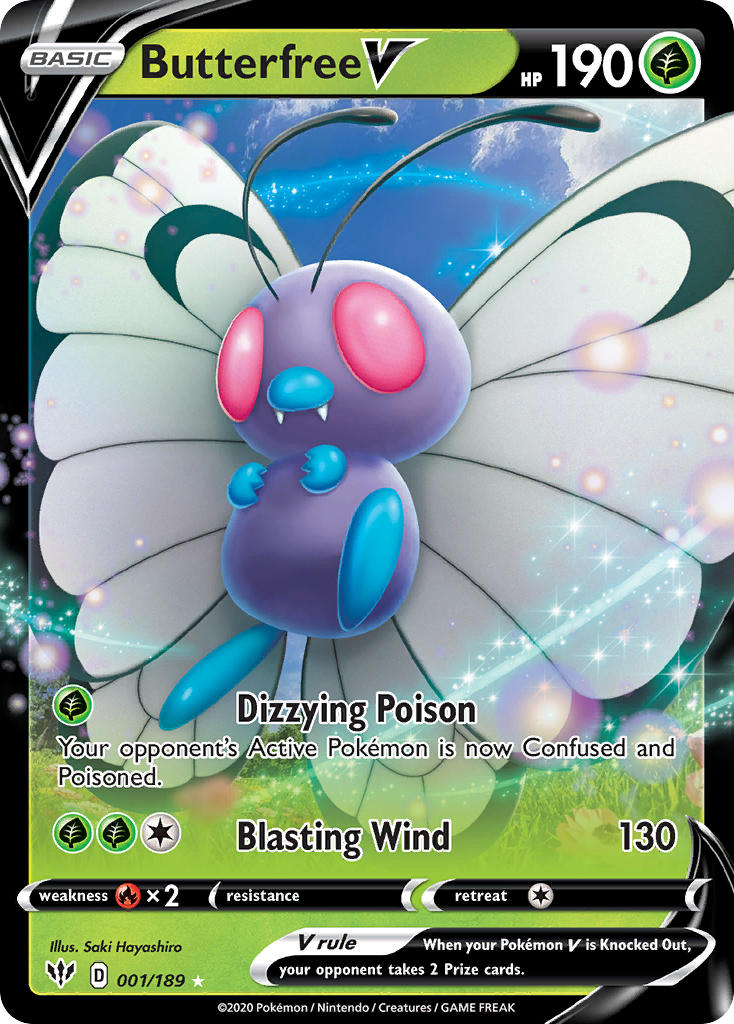 BASIC
Butterfree V
HP 190
Dizzying Poison
Your opponent's Active Pokémon is now Confused and
Poisoned.
Blasting Wind 130
weakness ×2 resistance retreat
Illus. Saki Hayashiro
V rule When your Pokémon V is Knocked Out,
your opponent takes 2 Prize cards.
D 001/189 ★
©2020 Pokémon / Nintendo / Creatures / GAME FREAK